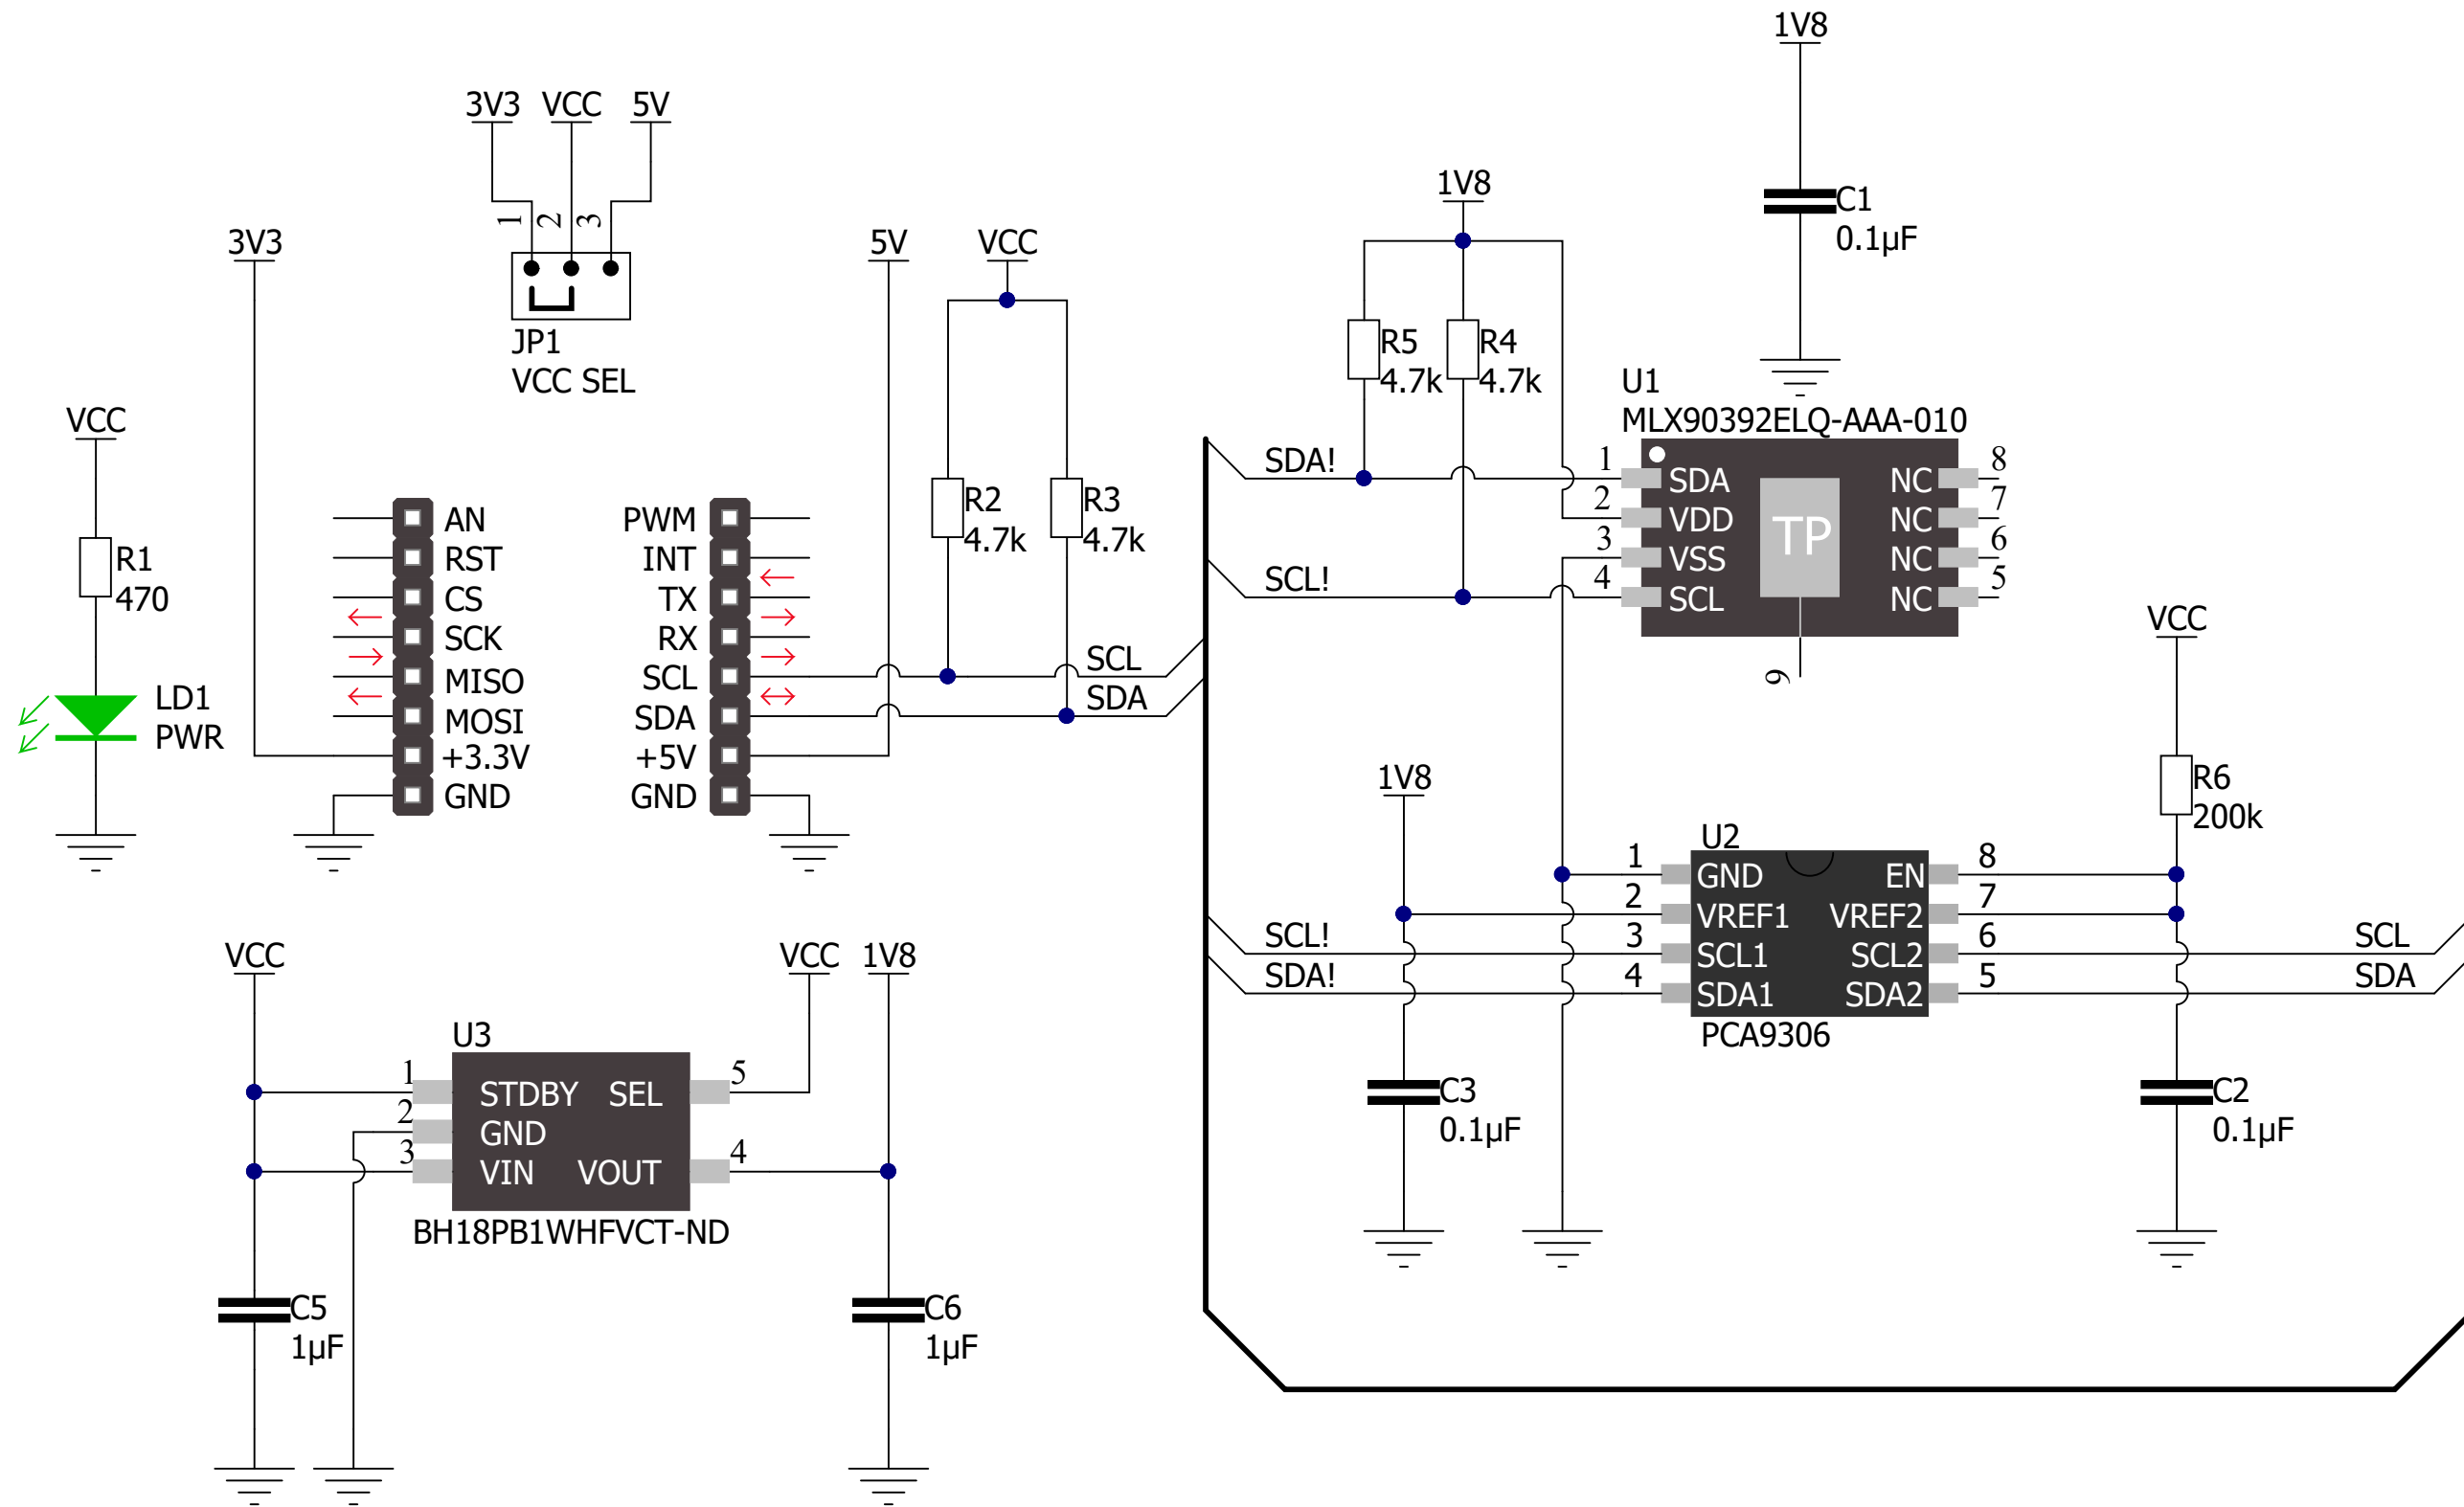 1V8
3V3 VCC 5V
1 2 3
JP1
VCC SEL
C1
0.1µF
1V8
3V3
5V
VCC
R5
4.7k
R4
4.7k
VCC
R1
470
LD1
PWR
AN
RST
CS
SCK
MISO
MOSI
+3.3V
GND
PWM
INT
TX
RX
SCL
SDA
+5V
GND
R2
4.7k
R3
4.7k
SCL
SDA
U1
MLX90392ELQ-AAA-010
SDA!
SCL!
1 SDA NC 8
2 VDD NC 7
3 VSS NC 6
4 SCL NC 5
TP
9
VCC
R6
200k
1V8
U2
1 GND EN 8
2 VREF1 VREF2 7
3 SCL1 SCL2 6
4 SDA1 SDA2 5
PCA9306
SCL!
SDA!
SCL
SDA
C3
0.1µF
C2
0.1µF
VCC
VCC 1V8
U3
1 STDBY SEL 5
2 GND
3 VIN VOUT 4
BH18PB1WHFVCT-ND
C5
1µF
C6
1µF